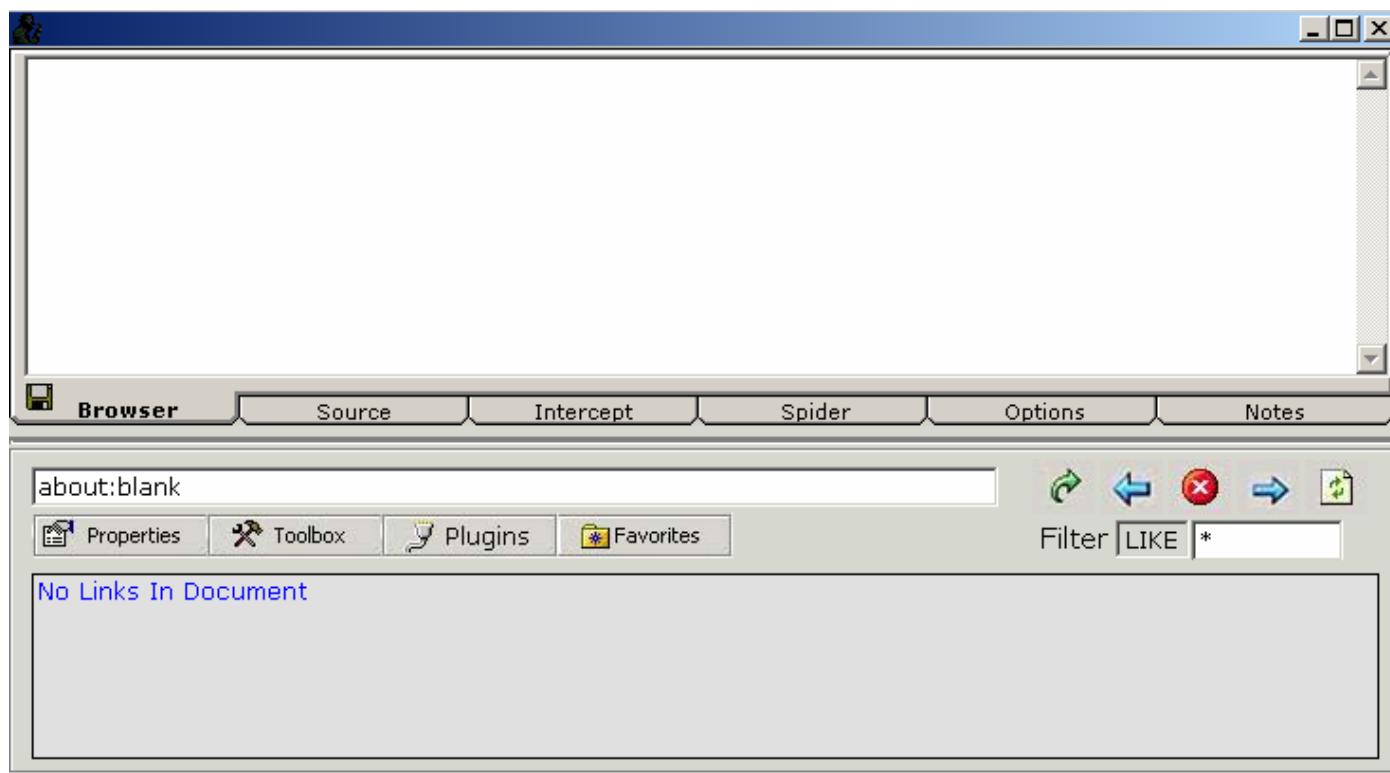 Browser Source Intercept Spider Options Notes
about:blank
Properties Toolbox Plugins Favorites Filter LIKE *
No Links In Document